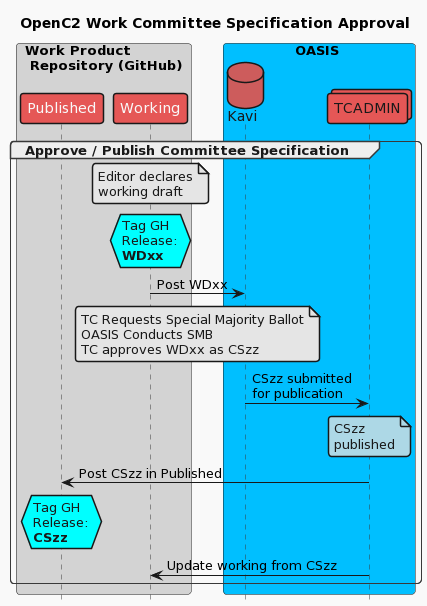 OpenC2 Work Committee Specification Approval
Work Product
Repository (GitHub)
OASIS
Published
Working
Kavi
TCADMIN
Approve / Publish Committee Specification
Editor declares
working draft
Tag GH
Release:
WDxx
Post WDxx
TC Requests Special Majority Ballot
OASIS Conducts SMB
TC approves WDxx as CSzz
CSzz submitted
for publication
CSzz
published
Post CSzz in Published
Tag GH
Release:
CSzz
Update working from CSzz